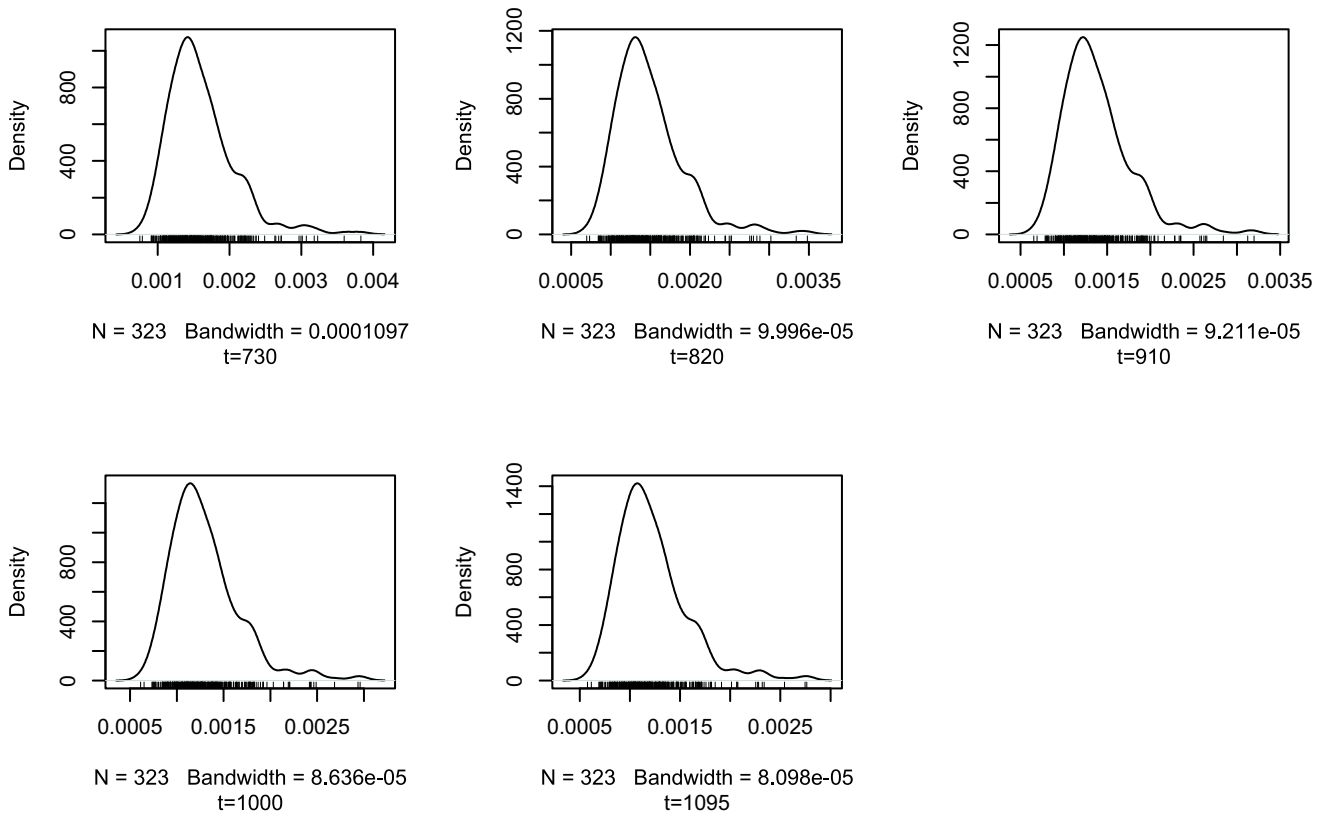 Density
0 400 800
0.001 0.002 0.003 0.004
N = 323 Bandwidth = 0.0001097
t=730
Density
0 400 800 1200
0.0005 0.0020 0.0035
N = 323 Bandwidth = 9.996e-05
t=820
Density
0 400 800 1200
0.0005 0.0015 0.0025 0.0035
N = 323 Bandwidth = 9.211e-05
t=910
Density
0 400 800
0.0005 0.0015 0.0025
N = 323 Bandwidth = 8.636e-05
t=1000
Density
0 400 800 1400
0.0005 0.0015 0.0025
N = 323 Bandwidth = 8.098e-05
t=1095